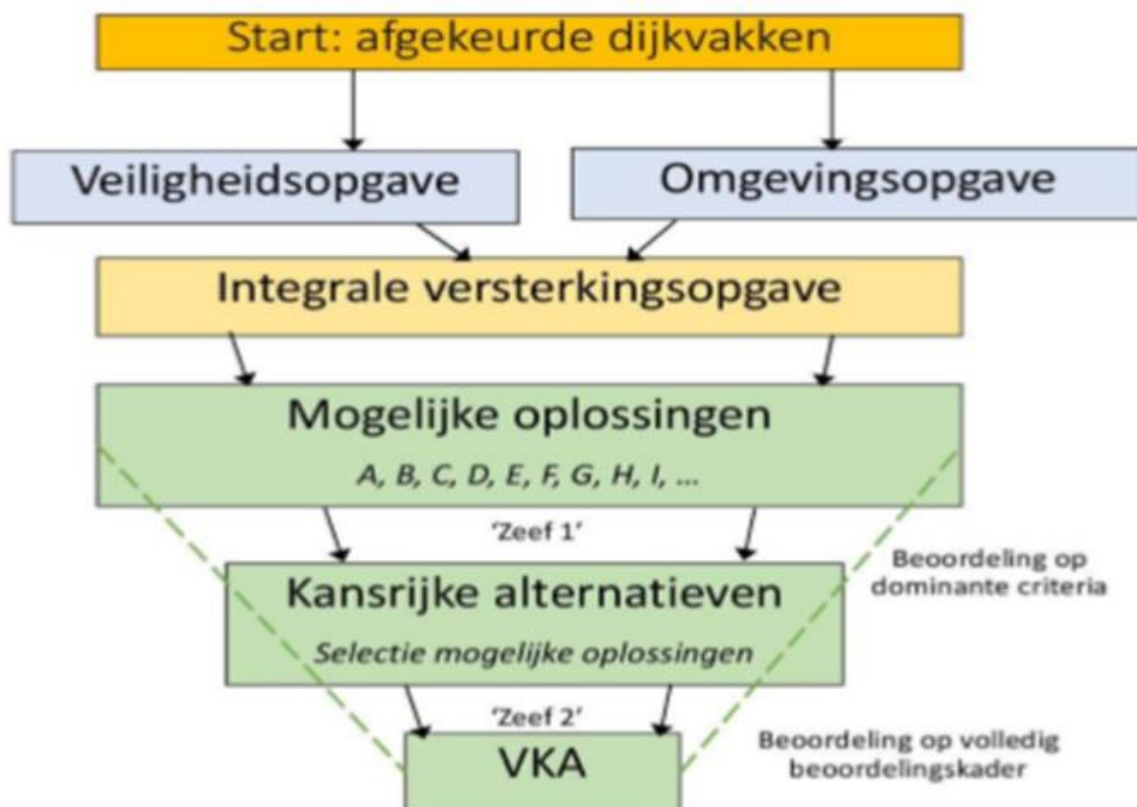 Start: afgekeurde dijkvakken
Veiligheidsopgave
Omgevingsopgave
Integrale versterkingsopgave
Mogelijke oplossingen
A, B, C, D, E, F, G, H, I, ...
'Zeef 1'
Beoordeling op
dominante criteria
Kansrijke alternatieven
Selectie mogelijke oplossingen
'Zeef 2'
Beoordeling op volledig
beoordelingskader
VKA